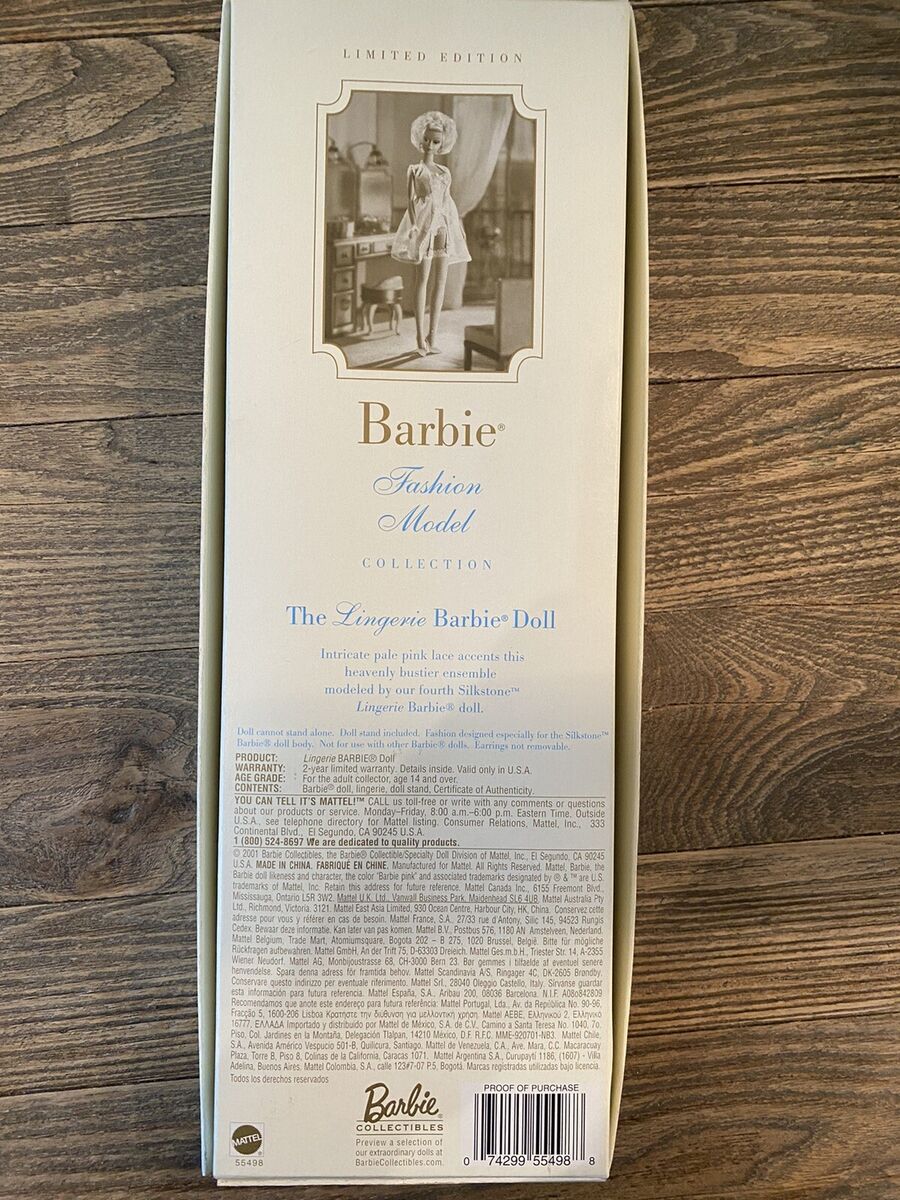 LIMITED EDITION
Barbie®
Fashion
Model
COLLECTION
The Lingerie Barbie® Doll
Intricate pale pink lace accents this
heavenly bustier ensemble
modeled by our fourth Silkstone™
Lingerie Barbie® doll.
Doll cannot stand alone. Doll stand included. Fashion designed especially for the Silkstone™
Barbie® doll body. Not for use with other Barbie® dolls. Earrings not removable.
PRODUCT: Lingerie BARBIE® Doll
WARRANTY: 2-year limited warranty. Details inside. Valid only in U.S.A.
AGE GRADE: For the adult collector, age 14 and over.
CONTENTS: Barbie® doll, lingerie, doll stand, Certificate of Authenticity.
YOU CAN TELL IT'S MATTEL!™ CALL us toll-free or write with any comments or questions
about our products or service. Monday–Friday, 8:00 a.m.–6:00 p.m. Eastern Time. Outside
U.S.A., see telephone directory for Mattel listing. Consumer Relations, Mattel, Inc., 333
Continental Blvd., El Segundo, CA 90245 U.S.A.
1 (800) 524-8697 We are dedicated to quality products.
© 2001 Barbie Collectibles, the Barbie® Collectible/Specialty Doll Division of Mattel, Inc., El Segundo, CA 90245
U.S.A. MADE IN CHINA. FABRIQUÉ EN CHINE. Manufactured for Mattel. All Rights Reserved. Mattel, Barbie, the
Barbie doll likeness and character, the color 'Barbie pink' and associated trademarks designated by ® & ™ are U.S.
trademarks of Mattel, Inc. Retain this address for future reference. Mattel Canada Inc., 6155 Freemont Blvd.,
Mississauga, Ontario L5R 3W2. Mattel U.K. Ltd., Vanwall Business Park, Maidenhead SL6 4UB. Mattel Australia Pty
Ltd., Richmond, Victoria. 3121. Mattel East Asia Limited, 930 Ocean Centre, Harbour City, HK, China. Conservez cette
adresse pour vous y référer en cas de besoin. Mattel France, S.A., 27/33 rue d'Antony, Silic 145, 94523 Rungis
Cedex. Bewaar deze informatie. Kan later van pas komen. Mattel B.V., Postbus 576, 1180 AN Amstelveen, Nederland.
Mattel Belgium, Trade Mart, Atomiumsquare, Bogota 202 – B 275, 1020 Brussel, België. Bitte für mögliche
Rückfragen aufbewahren. Mattel GmbH, An der Trift 75, D-63303 Dreieich. Mattel Ges.m.b.H., Triester Str. 14, A-2355
Wiener Neudorf. Mattel AG, Monbijoustrasse 68, CH-3000 Bern 23. Bør gemmes i tilfælde af eventuel senere
henvendelse. Spara denna adress för framtida behov. Mattel Scandinavia A/S, Ringager 4C, DK-2605 Brøndby.
Conservare questo indirizzo per eventuale riferimento. Mattel Srl., 28040 Oleggio Castello, Italy. Sírvanse guardar
esta información para futura referencia. Mattel España, S.A., Aribau 200, 08036 Barcelona. N.I.F. A08o842809
Recomendamos que anote este endereço para futura referência: Mattel Portugal, Lda., Av. da República No. 90-96,
Fracção 5, 1600-206 Lisboa Κρατηστε την διυθυνση για μελλοντική χρηση. Mattel AEBE, Ελληνικού 2, Ελληνικό
16777, ΕΛΛΑΔΑ Importado y distribuido por Mattel de México, S.A. de C.V., Camino a Santa Teresa No. 1040, 7o.
Piso, Col. Jardines en la Montaña, Delegación Tlalpan, 14210 México, D.F. R.F.C. MME-920701-NB3. Mattel Chile,
S.A., Avenida Américo Vespucio 501-B, Quilicura, Santiago. Mattel de Venezuela, C.A., Ave. Mara, C.C. Macaracuay
Plaza, Torre B, Piso 8, Colinas de la California, Caracas 1071. Mattel Argentina S.A., Curupaytí 1186, (1607) - Villa
Adelina, Buenos Aires. Mattel Colombia, S.A., calle 123#7-07 P.5, Bogotá. Marcas registradas utilizadas bajo licencia.
Todos los derechos reservados
MATTEL
55498
Barbie
COLLECTIBLES
Preview a selection of
our extraordinary dolls at
BarbieCollectibles.com.
PROOF OF PURCHASE
0 74299 55498 8